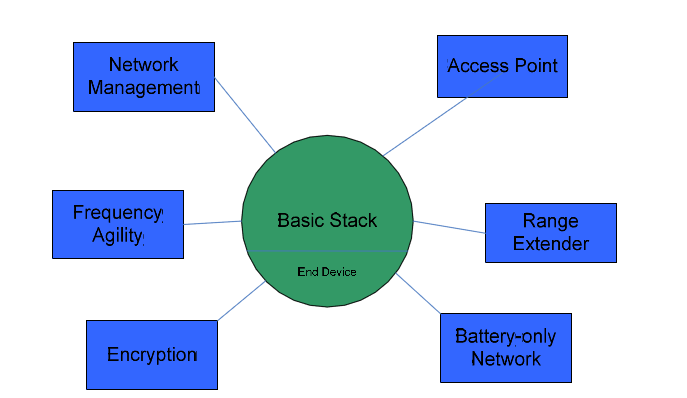 Network
Management
Access Point
Frequency
Agility
Basic Stack
Range
Extender
End Device
Encryption
Battery-only
Network